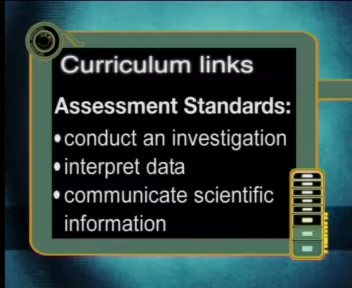 Curriculum links
Assessment Standards:
•conduct an investigation
•interpret data
•communicate scientific
information